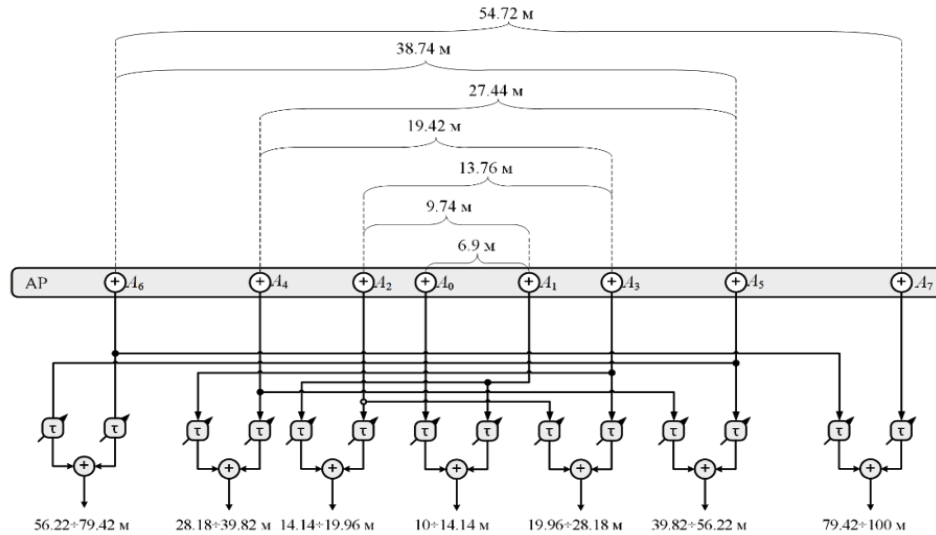 54.72 м
38.74 м
27.44 м
19.42 м
13.76 м
9.74 м
6.9 м
AP + A₆ + A₄ + A₂ + A₀ + A₁ + A₃ + A₅ + A₇
τ τ τ τ τ τ τ τ τ τ τ τ τ τ
+ + + + + + +
56.22÷79.42 м 28.18÷39.82 м 14.14÷19.96 м 10÷14.14 м 19.96÷28.18 м 39.82÷56.22 м 79.42÷100 м